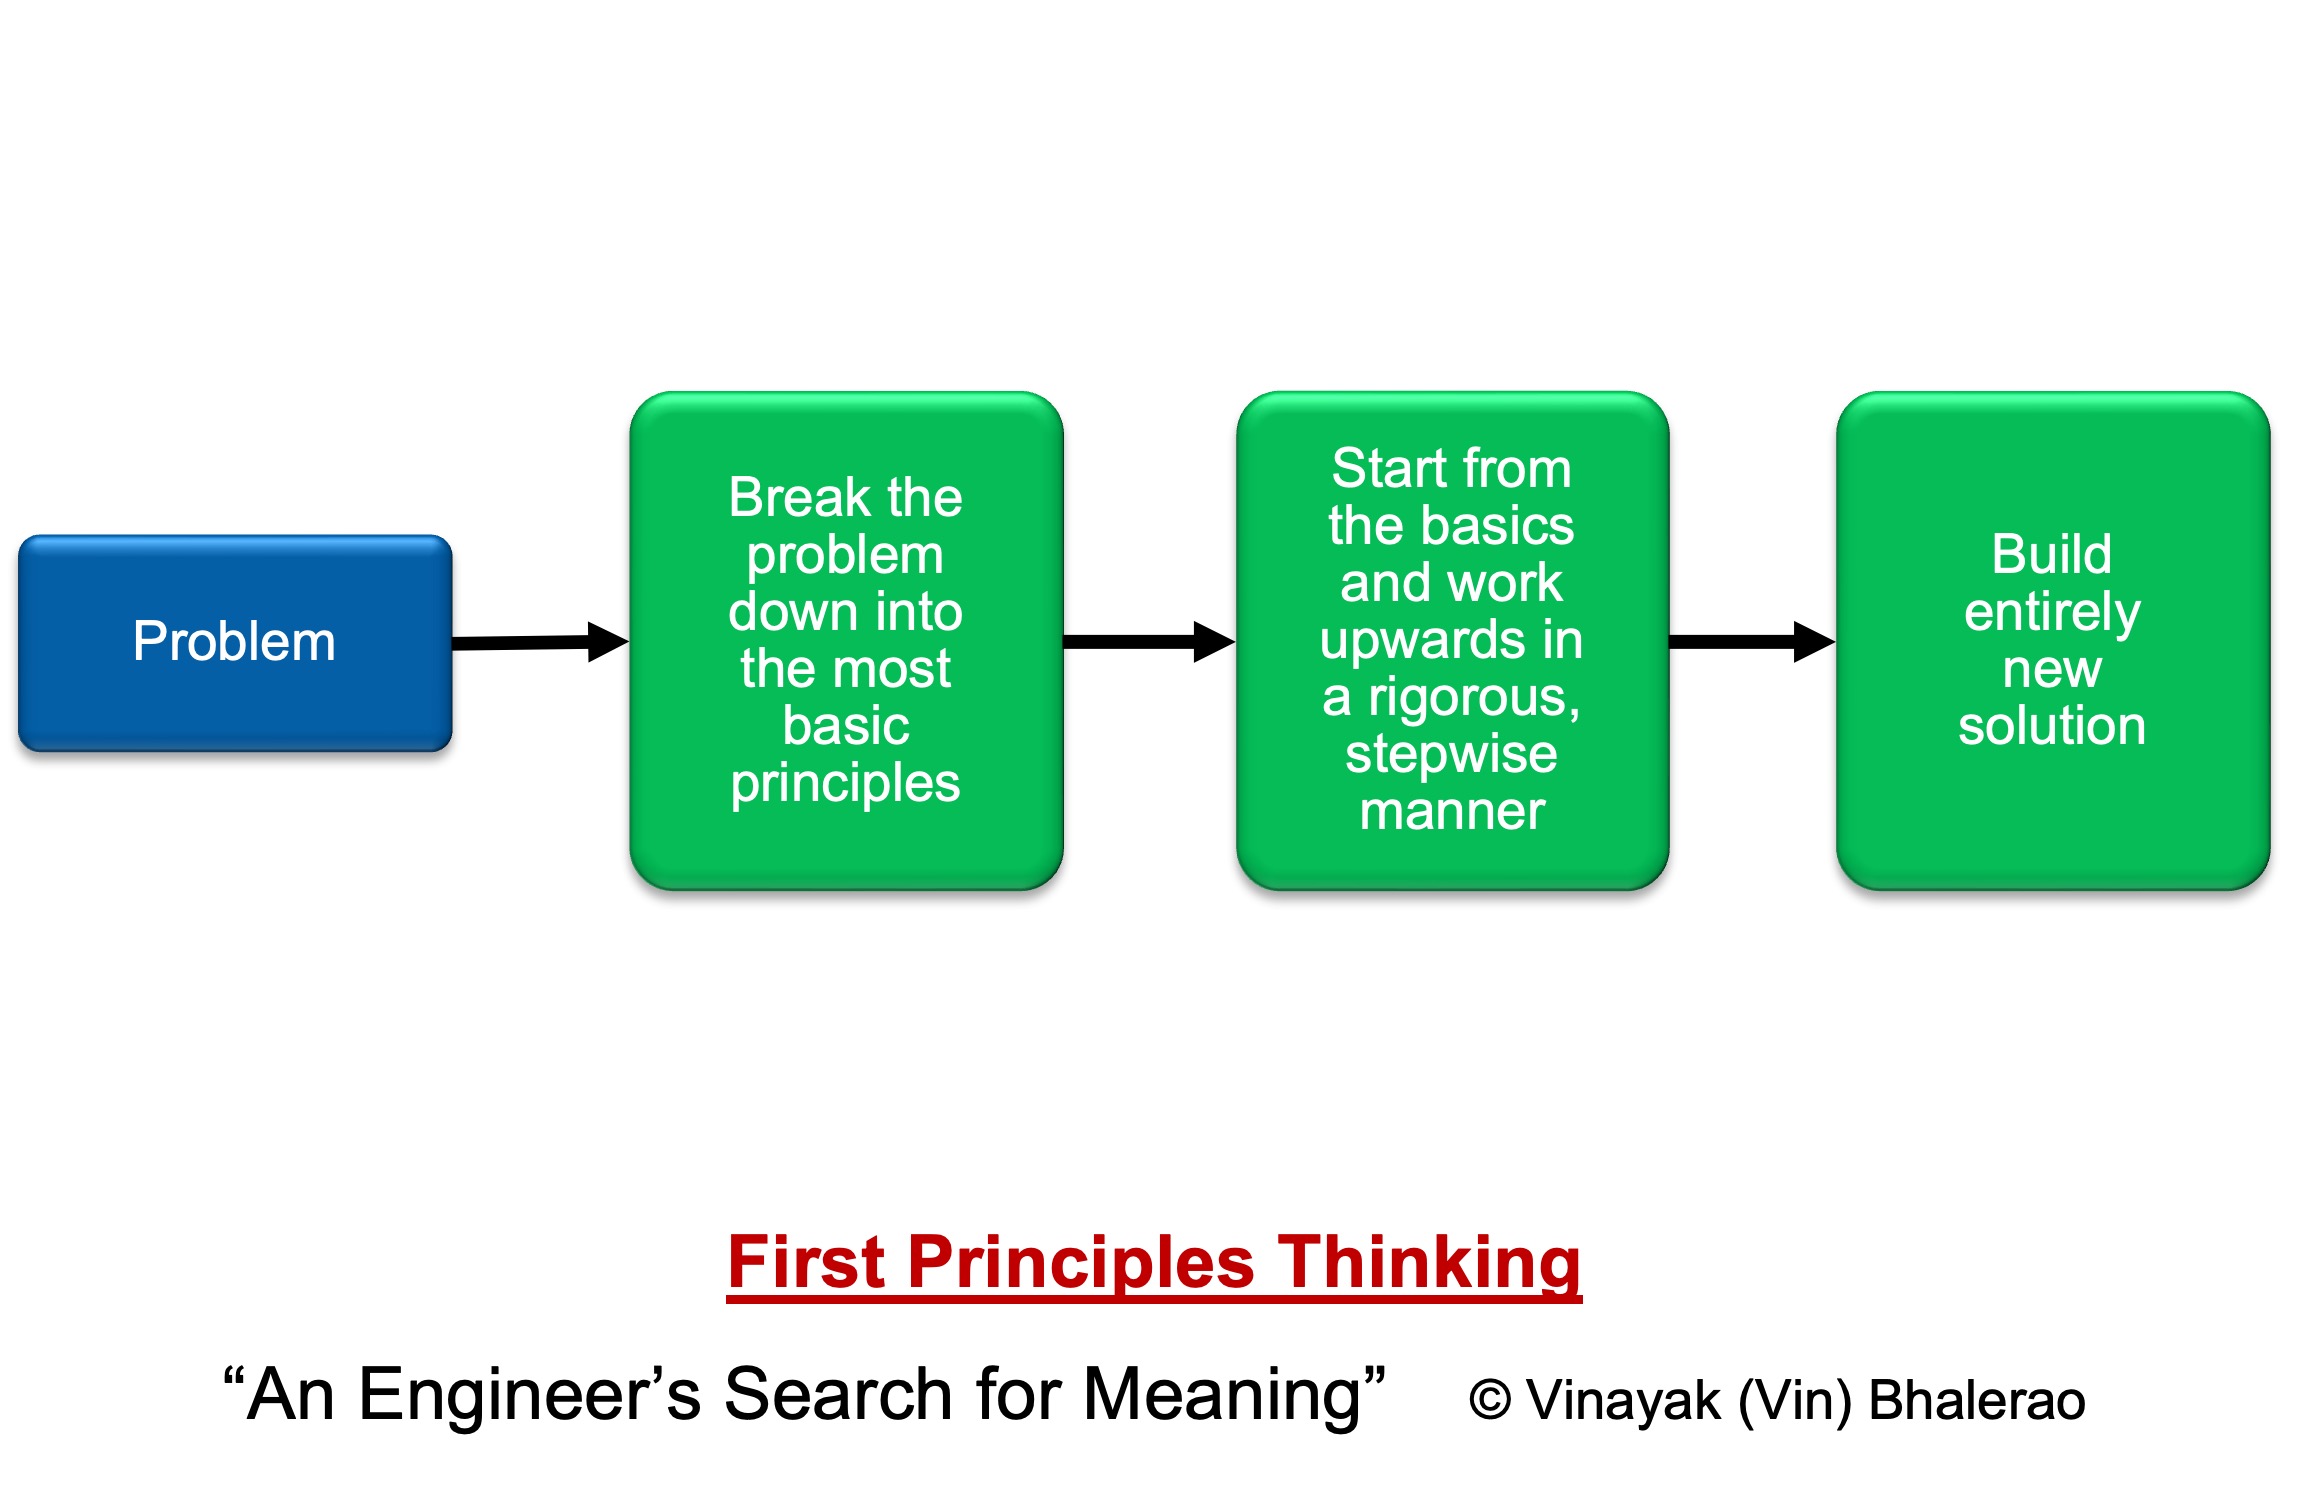 Problem
Break the
problem
down into
the most
basic
principles
Start from
the basics
and work
upwards in
a rigorous,
stepwise
manner
Build
entirely
new
solution
First Principles Thinking
“An Engineer’s Search for Meaning” © Vinayak (Vin) Bhalerao